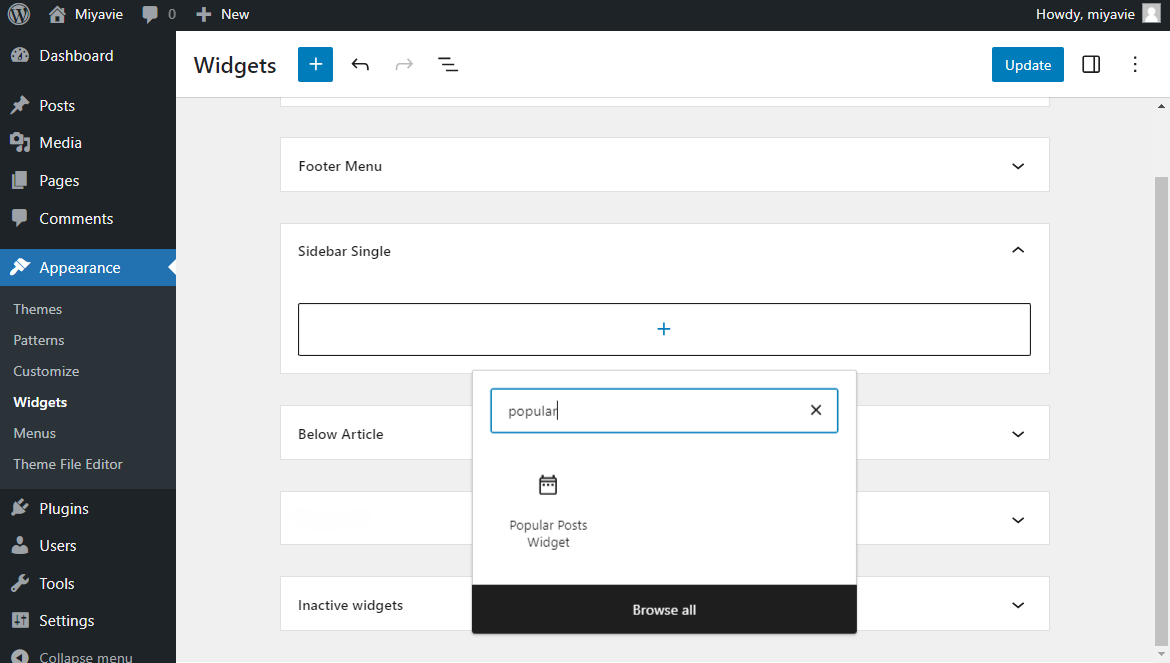 Miyavie 0 New Howdy, miyavie
Dashboard
Posts
Media
Pages
Comments
Appearance
Themes
Patterns
Customize
Widgets
Menus
Theme File Editor
Plugins
Users
Tools
Settings
Collapse menu
Widgets Update
Footer Menu
Sidebar Single
popular
Popular Posts
Widget
Browse all
Below Article
Inactive widgets